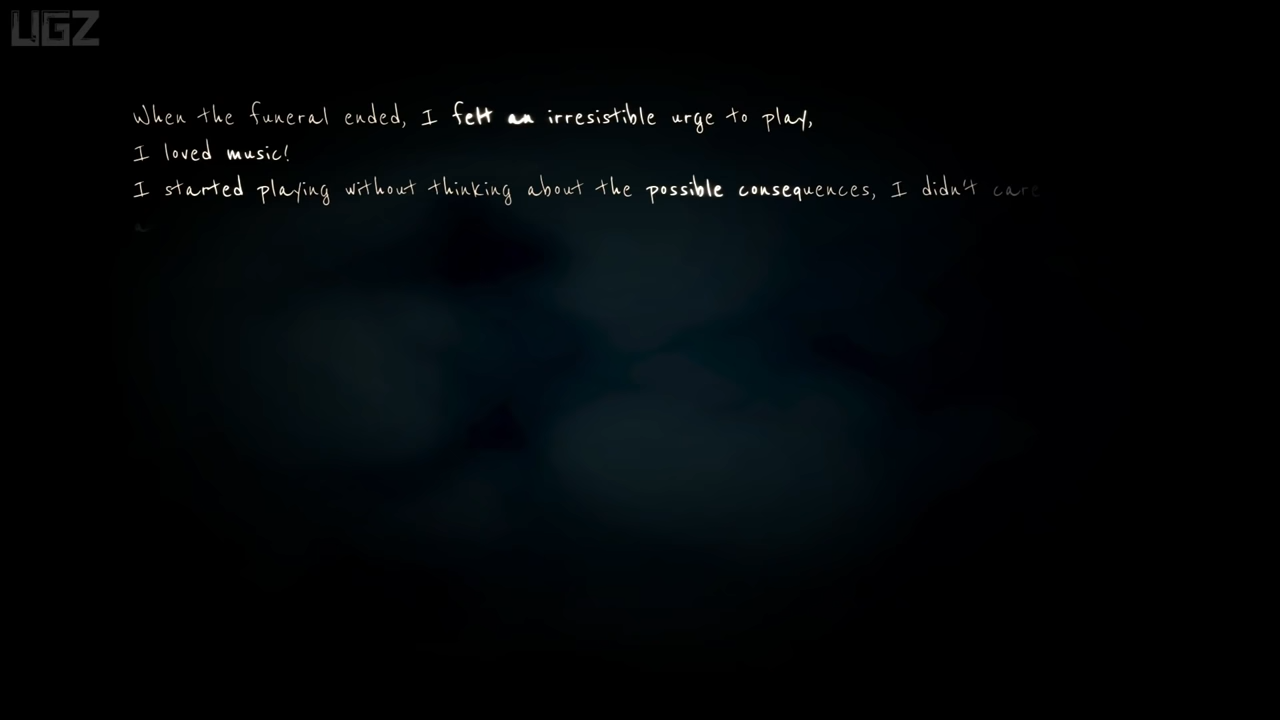 UGZ
When the funeral ended, I felt an irresistible urge to play,
I loved music!
I started playing without thinking about the possible consequences, I didn't care
a